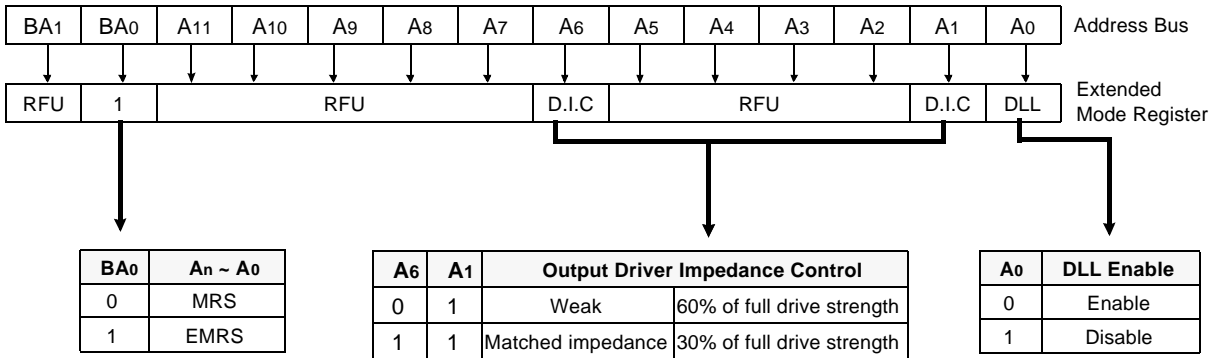 BA1 BA0 A11 A10 A9 A8 A7 A6 A5 A4 A3 A2 A1 A0 Address Bus
RFU 1 RFU D.I.C RFU D.I.C DLL Extended
Mode Register
BA0 An ~ A0
0 MRS
1 EMRS
A6 A1 Output Driver Impedance Control
0 1 Weak 60% of full drive strength
1 1 Matched impedance 30% of full drive strength
A0 DLL Enable
0 Enable
1 Disable